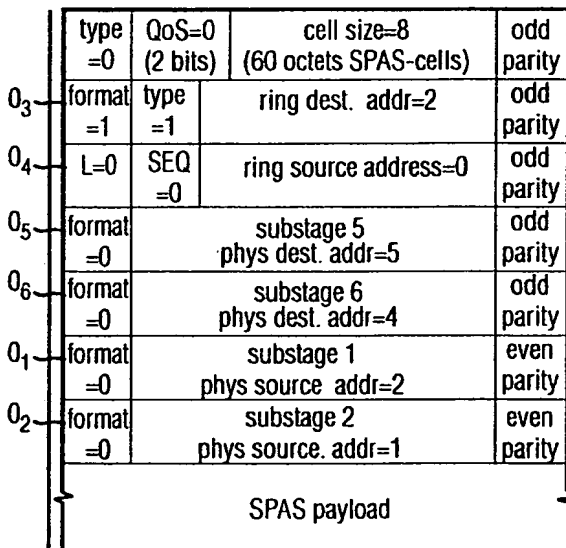 type QoS=0 cell size=8 odd
=0 (2 bits) (60 octets SPAS-cells) parity
O3 format type ring dest. addr=2 odd
=1 =1 parity
O4 L=0 SEQ ring source address=0 odd
=0 parity
O5 format substage 5 odd
=0 phys dest. addr=5 parity
O6 format substage 6 odd
=0 phys dest. addr=4 parity
O1 format substage 1 even
=0 phys source addr=2 parity
O2 format substage 2 even
=0 phys source. addr=1 parity
SPAS payload